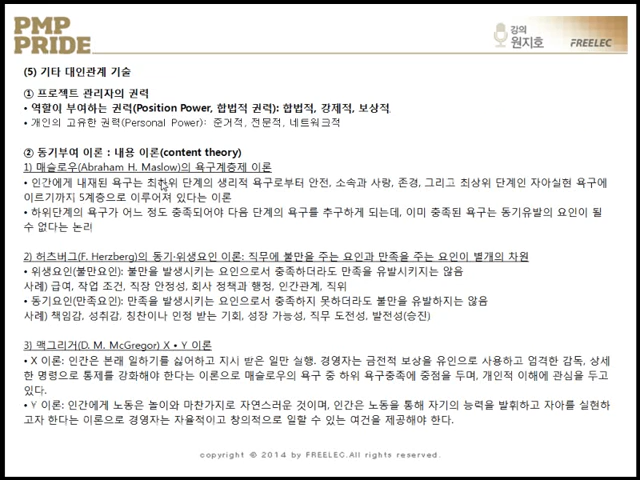 PMP
PRIDE
강의
원지호
FREELEC
(5) 기타 대인관계 기술
① 프로젝트 관리자의 권력
• 역할이 부여하는 권력(Position Power, 합법적 권력): 합법적, 강제적, 보상적
• 개인의 고유한 권력(Personal Power): 준거적, 전문적, 네트워크적
② 동기부여 이론 : 내용 이론(content theory)
1) 매슬로우(Abraham H. Maslow)의 욕구계층제 이론
• 인간에게 내재된 욕구는 최하위 단계의 생리적 욕구로부터 안전, 소속과 사랑, 존경, 그리고 최상위 단계인 자아실현 욕구에
이르기까지 5계층으로 이루어져 있다는 이론
• 하위단계의 욕구가 어느 정도 충족되어야 다음 단계의 욕구를 추구하게 되는데, 이미 충족된 욕구는 동기유발의 요인이 될
수 없다는 논리
2) 허츠버그(F. Herzberg)의 동기·위생요인 이론: 직무에 불만을 주는 요인과 만족을 주는 요인이 별개의 차원
• 위생요인(불만요인): 불만을 발생시키는 요인으로서 충족하더라도 만족을 유발시키지는 않음
사례) 급여, 작업 조건, 직장 안정성, 회사 정책과 행정, 인간관계, 직위
• 동기요인(만족요인): 만족을 발생시키는 요인으로서 충족하지 못하더라도 불만을 유발하지는 않음
사례) 책임감, 성취감, 칭찬이나 인정 받는 기회, 성장 가능성, 직무 도전성, 발전성(승진)
3) 맥그리거(D. M. McGregor) X • Y 이론
• X 이론: 인간은 본래 일하기를 싫어하고 지시 받은 일만 실행. 경영자는 금전적 보상을 유인으로 사용하고 엄격한 감독, 상세
한 명령으로 통제를 강화해야 한다는 이론으로 매슬로우의 욕구 중 하위 욕구충족에 중점을 두며, 개인적 이해에 관심을 두고
있다.
• Y 이론: 인간에게 노동은 놀이와 마찬가지로 자연스러운 것이며, 인간은 노동을 통해 자기의 능력을 발휘하고 자아를 실현하
고자 한다는 이론으로 경영자는 자율적이고 창의적으로 일할 수 있는 여건을 제공해야 한다.
copyright © 2014 by FREELEC.All rights reserved.